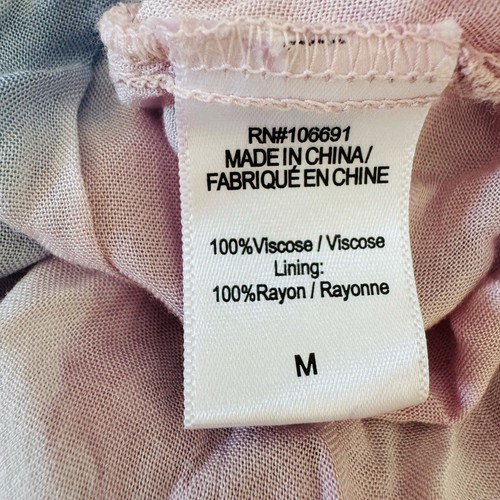 RN#106691
MADE IN CHINA /
FABRIQUÉ EN CHINE
100%Viscose / Viscose
Lining:
100%Rayon / Rayonne
M